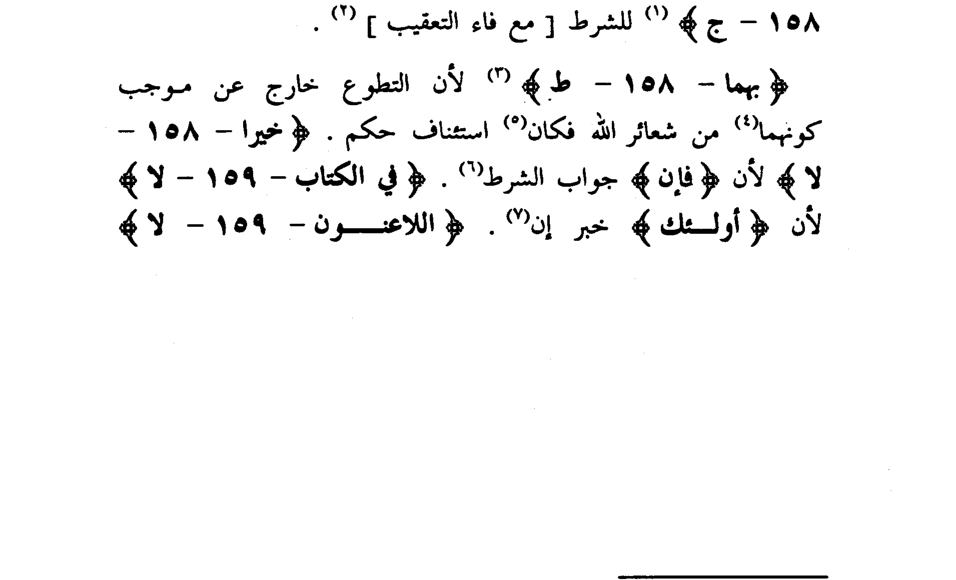 ١٥٨ – ج﴾ (١) للشرط [ مع فاء التعقيب ] (٢) .
﴿بهما – ١٥٨ – ط﴾ (٣) لأن التطوع خارج عن موجب
كونهما(٤) من شعائر الله فكان(٥) استئناف حكم . ﴿خيرا – ١٥٨ –
لا﴾ لأن ﴿فإن﴾ جواب الشرط(٦) . ﴿في الكتاب – ١٥٩ – لا﴾
لأن ﴿أولـــئك﴾ خبر إن(٧) . ﴿اللاعنـــــون – ١٥٩ – لا﴾